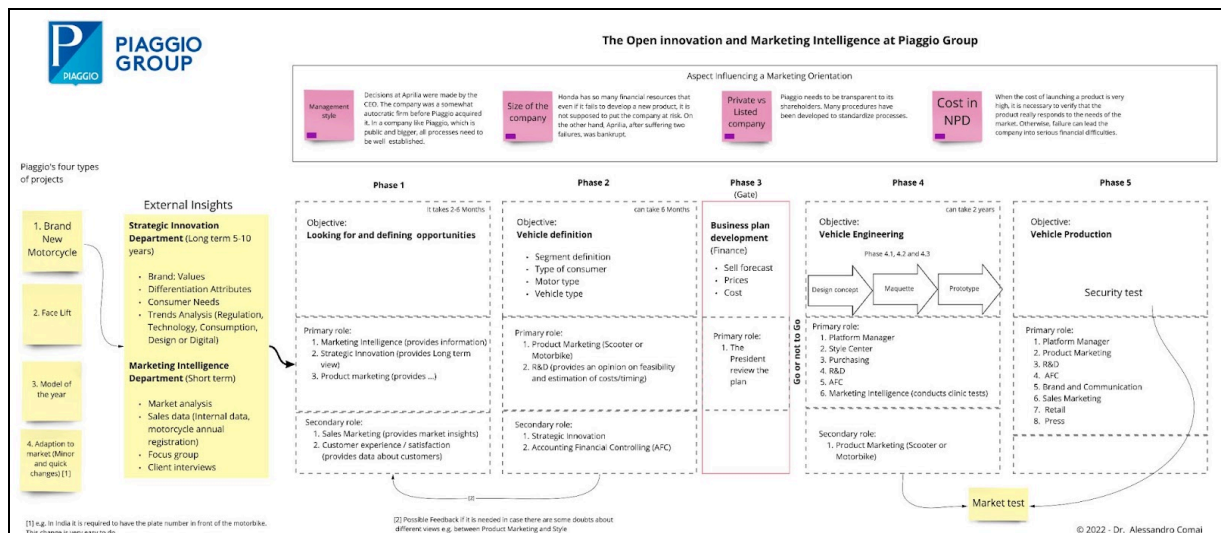 PIAGGIO
PIAGGIO
GROUP
The Open innovation and Marketing Intelligence at Piaggio Group
Aspect Influencing a Marketing Orientation
Management
style
Decisions at Aprilia were made by the
CEO. The company was a somewhat
autocratic firm before Piaggio acquired
it. In a company like Piaggio, which is
public and bigger, all processes need to
be well established.
Size of the
company
Honda has so many financial resources that
even if it fails to develop a new product, it is
not supposed to put the company at risk. On
the other hand, Aprilia, after suffering two
failures, was bankrupt.
Private vs
Listed
company
Piaggio needs to be transparent to its
shareholders. Many procedures have
been developed to standardize processes.
Cost in
NPD
When the cost of launching a product is very
high, it is necessary to verify that the
product really responds to the needs of the
market. Otherwise, failure can lead the
company into serious financial difficulties.
Piaggio's four types
of projects
1. Brand
New
Motorcycle
2. Face Lift
3. Model of
the year
4. Adaption to
market (Minor
and quick
changes) [1]
External Insights
Strategic Innovation
Department (Long term 5-10
years)
• Brand; Values
• Differentiation Attributes
• Consumer Needs
• Trends Analysis (Regulation,
Technology, Consumption,
Design or Digital)
Marketing Intelligence
Department (Short term)
• Market analysis
• Sales data (Internal data,
motorcycle annual
registration)
• Focus group
• Client interviews
Phase 1
It takes 2-6 Months
Objective:
Looking for and defining opportunities
Primary role:
1. Marketing Intelligence (provides information)
2. Strategic Innovation (provides Long term
view)
3. Product marketing (provides ...)
Secondary role:
1. Sales Marketing (provides market insights)
2. Customer experience / satisfaction
(provides data about customers)
Phase 2
can take 6 Months
Objective:
Vehicle definition
• Segment definition
• Type of consumer
• Motor type
• Vehicle type
Primary role:
1. Product Marketing (Scooter or
Motorbike)
2. R&D (provides an opinion on feasibility
and estimation of costs/timing)
Secondary role:
1. Strategic Innovation
2. Accounting Financial Controlling (AFC)
[2]
Phase 3
(Gate)
Business plan
development
(Finance)
• Sell forecast
• Prices
• Cost
Primary role:
1. The
President
review the
plan
Go or not to Go
Phase 4
can take 2 years
Objective:
Vehicle Engineering
Phase 4.1, 4.2 and 4.3
Design concept
Maquette
Prototype
Primary role:
1. Platform Manager
2. Style Center
3. Purchasing
4. R&D
5. AFC
6. Marketing Intelligence (conducts clinic tests)
Secondary role:
1. Product Marketing (Scooter or
Motorbike)
Phase 5
Objective:
Vehicle Production
Security test
Primary role:
1. Platform Manager
2. Product Marketing
3. R&D
4. AFC
5. Brand and Communication
6. Sales Marketing
7. Retail
8. Press
Market test
[1] e.g. In India it is required to have the plate number in front of the motorbike.
This change is very easy to do.
[2] Possible Feedback if it is needed in case there are some doubts about
different views e.g. between Product Marketing and Style
© 2022 - Dr. Alessandro Comai